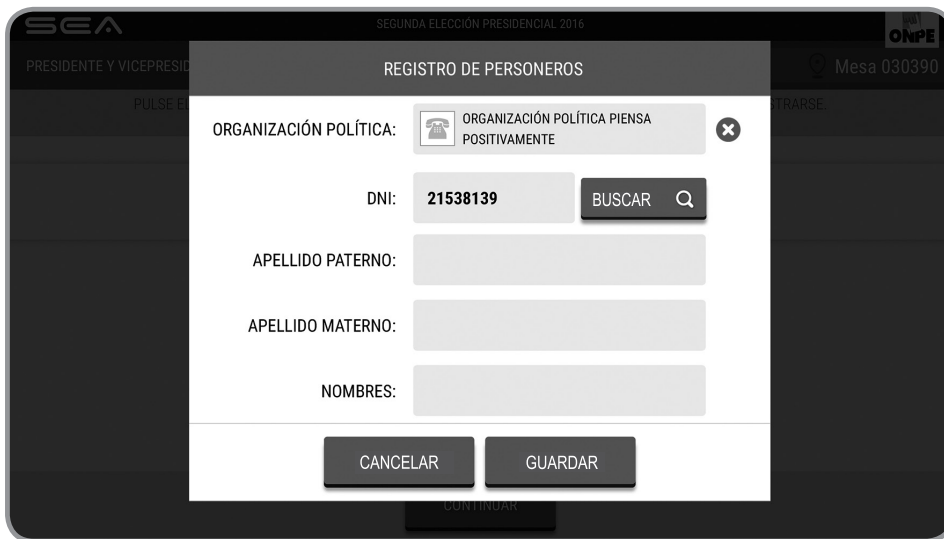 SEA
SEGUNDA ELECCIÓN PRESIDENCIAL 2016
ONPE
PRESIDENTE Y VICEPRESID
Mesa 030390
REGISTRO DE PERSONEROS
PULSE EL
STRARSE.
ORGANIZACIÓN POLÍTICA:
ORGANIZACIÓN POLÍTICA PIENSA
POSITIVAMENTE
DNI:
21538139
BUSCAR
APELLIDO PATERNO:
APELLIDO MATERNO:
NOMBRES:
CANCELAR
GUARDAR
CONTINUAR